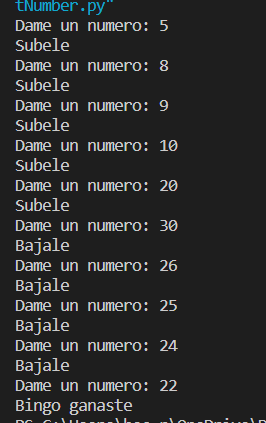 tNumber.py"
Dame un numero: 5
Subele
Dame un numero: 8
Subele
Dame un numero: 9
Subele
Dame un numero: 10
Subele
Dame un numero: 20
Subele
Dame un numero: 30
Bajale
Dame un numero: 26
Bajale
Dame un numero: 25
Bajale
Dame un numero: 24
Bajale
Dame un numero: 22
Bingo ganaste